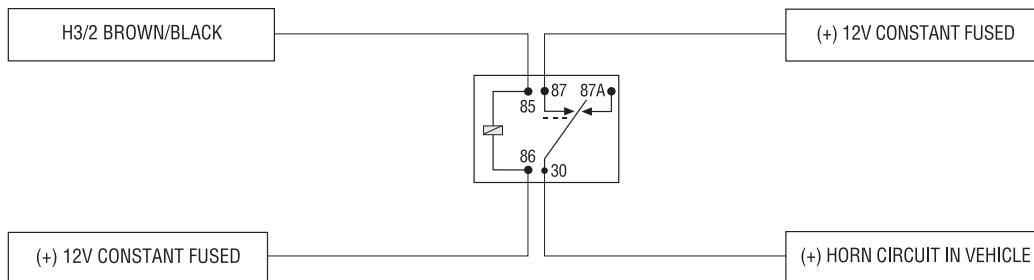 H3/2 BROWN/BLACK
(+) 12V CONSTANT FUSED
87 87A
85
86
30
(+) 12V CONSTANT FUSED
(+) HORN CIRCUIT IN VEHICLE